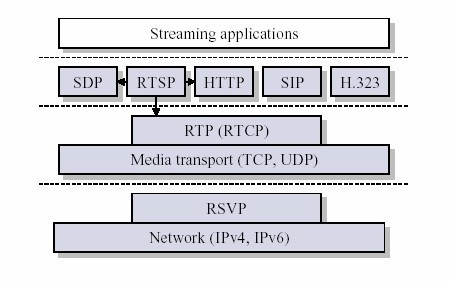 Streaming applications
SDP RTSP HTTP SIP H.323
RTP (RTCP)
Media transport (TCP, UDP)
RSVP
Network (IPv4, IPv6)